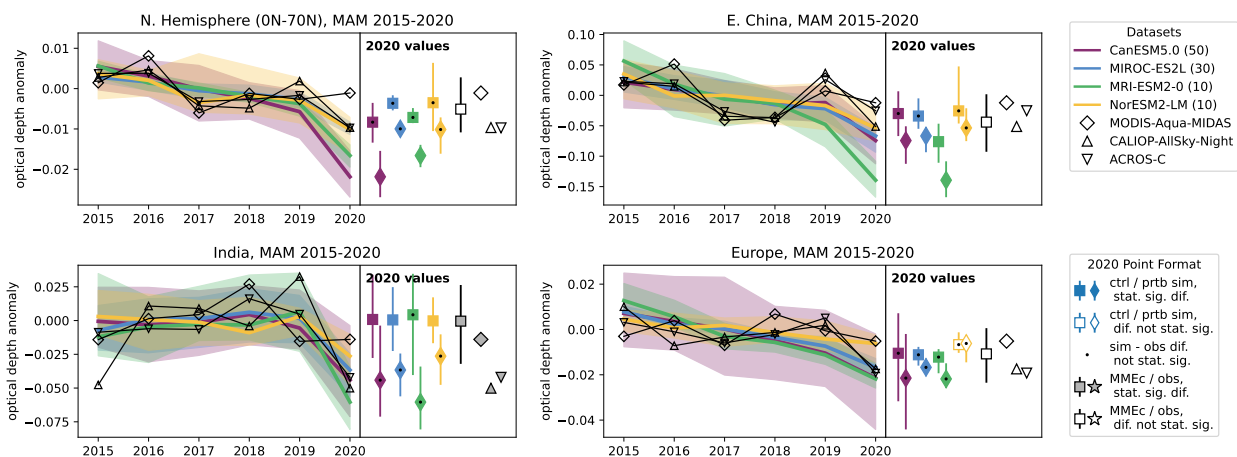 N. Hemisphere (0N-70N), MAM 2015-2020
optical depth anomaly
0.01
0.00
−0.01
−0.02
2015 2016 2017 2018 2019 2020
2020 values
E. China, MAM 2015-2020
optical depth anomaly
0.10
0.05
0.00
−0.05
−0.10
−0.15
2015 2016 2017 2018 2019 2020
2020 values
Datasets
CanESM5.0 (50)
MIROC-ES2L (30)
MRI-ESM2-0 (10)
NorESM2-LM (10)
MODIS-Aqua-MIDAS
CALIOP-AllSky-Night
ACROS-C
India, MAM 2015-2020
optical depth anomaly
0.025
0.000
−0.025
−0.050
−0.075
2015 2016 2017 2018 2019 2020
2020 values
Europe, MAM 2015-2020
optical depth anomaly
0.02
0.00
−0.02
−0.04
2015 2016 2017 2018 2019 2020
2020 values
2020 Point Format
ctrl / prtb sim,
stat. sig. dif.
ctrl / prtb sim,
dif. not stat. sig.
sim - obs dif.
not stat. sig.
MMEc / obs,
stat. sig. dif.
MMEc / obs,
dif. not stat. sig.